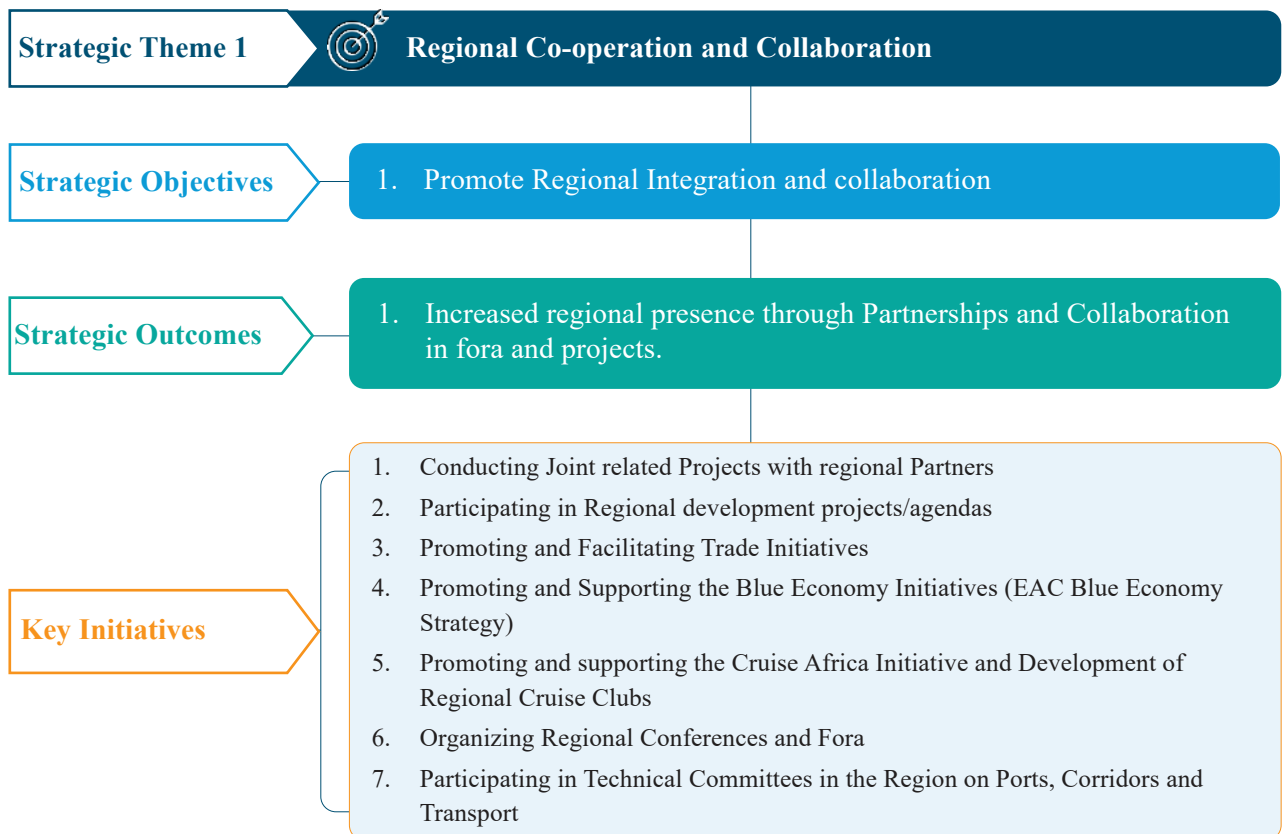 Strategic Theme 1
Regional Co-operation and Collaboration
Strategic Objectives
1. Promote Regional Integration and collaboration
Strategic Outcomes
1. Increased regional presence through Partnerships and Collaboration
in fora and projects.
Key Initiatives
1. Conducting Joint related Projects with regional Partners
2. Participating in Regional development projects/agendas
3. Promoting and Facilitating Trade Initiatives
4. Promoting and Supporting the Blue Economy Initiatives (EAC Blue Economy
Strategy)
5. Promoting and supporting the Cruise Africa Initiative and Development of
Regional Cruise Clubs
6. Organizing Regional Conferences and Fora
7. Participating in Technical Committees in the Region on Ports, Corridors and
Transport